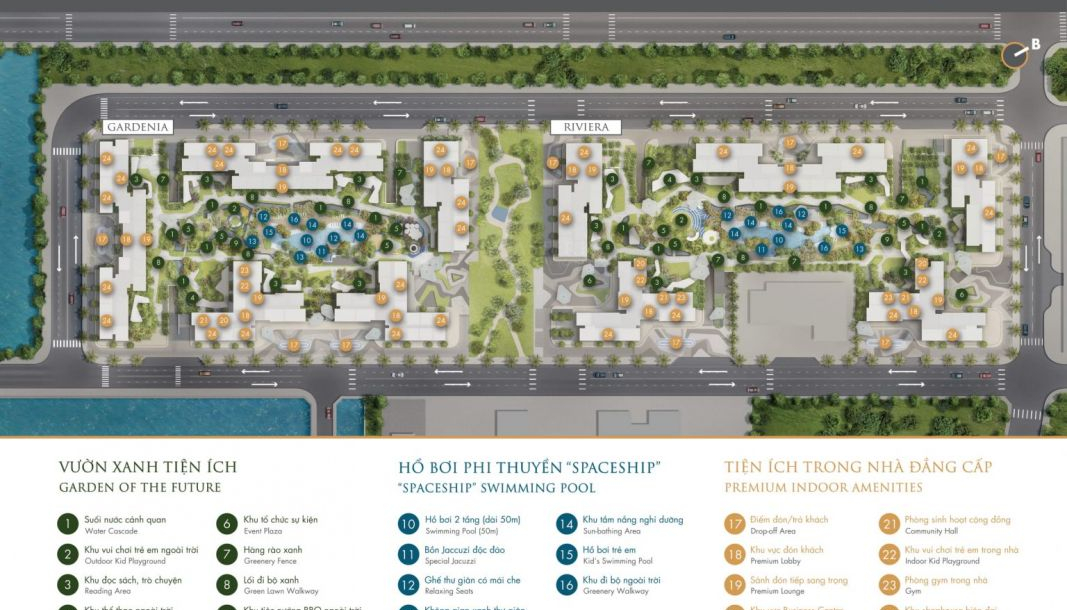 B
GARDENIA
RIVIERA
VƯỜN XANH TIỆN ÍCH
GARDEN OF THE FUTURE
1 Suối nước cảnh quan
Water Cascade
2 Khu vui chơi trẻ em ngoài trời
Outdoor Kid Playground
3 Khu đọc sách, trò chuyện
Reading Area
6 Khu tổ chức sự kiện
Event Plaza
7 Hàng rào xanh
Greenery Fence
8 Lối đi bộ xanh
Green Lawn Walkway
HỒ BƠI PHI THUYỀN "SPACESHIP"
"SPACESHIP" SWIMMING POOL
10 Hồ bơi 2 tầng (dài 50m)
Swimming Pool (50m)
11 Bồn Jaccuzi độc đáo
Special Jacuzzi
12 Ghế thư giãn có mái che
Relaxing Seats
14 Khu tắm nắng nghỉ dưỡng
Sun-bathing Area
15 Hồ bơi trẻ em
Kid's Swimming Pool
16 Khu đi bộ ngoài trời
Greenery Walkway
TIỆN ÍCH TRONG NHÀ ĐẲNG CẤP
PREMIUM INDOOR AMENITIES
17 Điểm đón/trả khách
Drop-off Area
18 Khu vực đón khách
Premium Lobby
19 Sảnh đón tiếp sang trọng
Premium Lounge
21 Phòng sinh hoạt cộng đồng
Community Hall
22 Khu vui chơi trẻ em trong nhà
Indoor Kid Playground
23 Phòng gym trong nhà
Gym